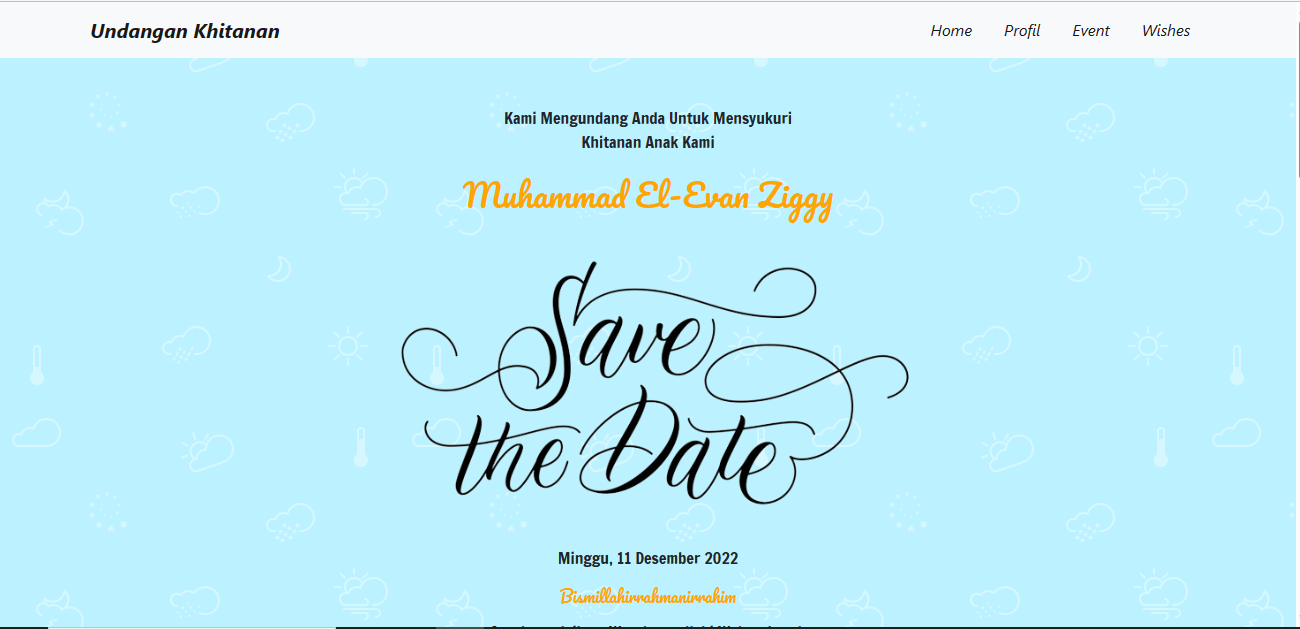 Undangan Khitanan
Home Profil Event Wishes
Kami Mengundang Anda Untuk Mensyukuri
Khitanan Anak Kami
Muhammad El-Evan Ziggy
Save
the Date
Minggu, 11 Desember 2022
Bismillahirrahmanirrahim